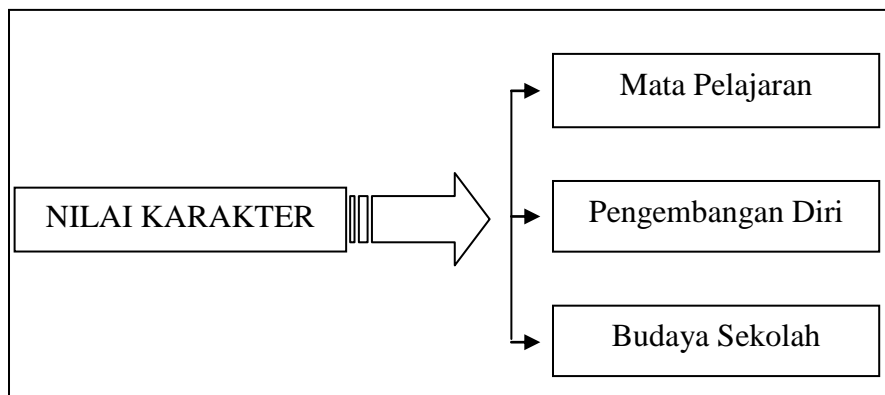 Mata Pelajaran
NILAI KARAKTER
Pengembangan Diri
Budaya Sekolah